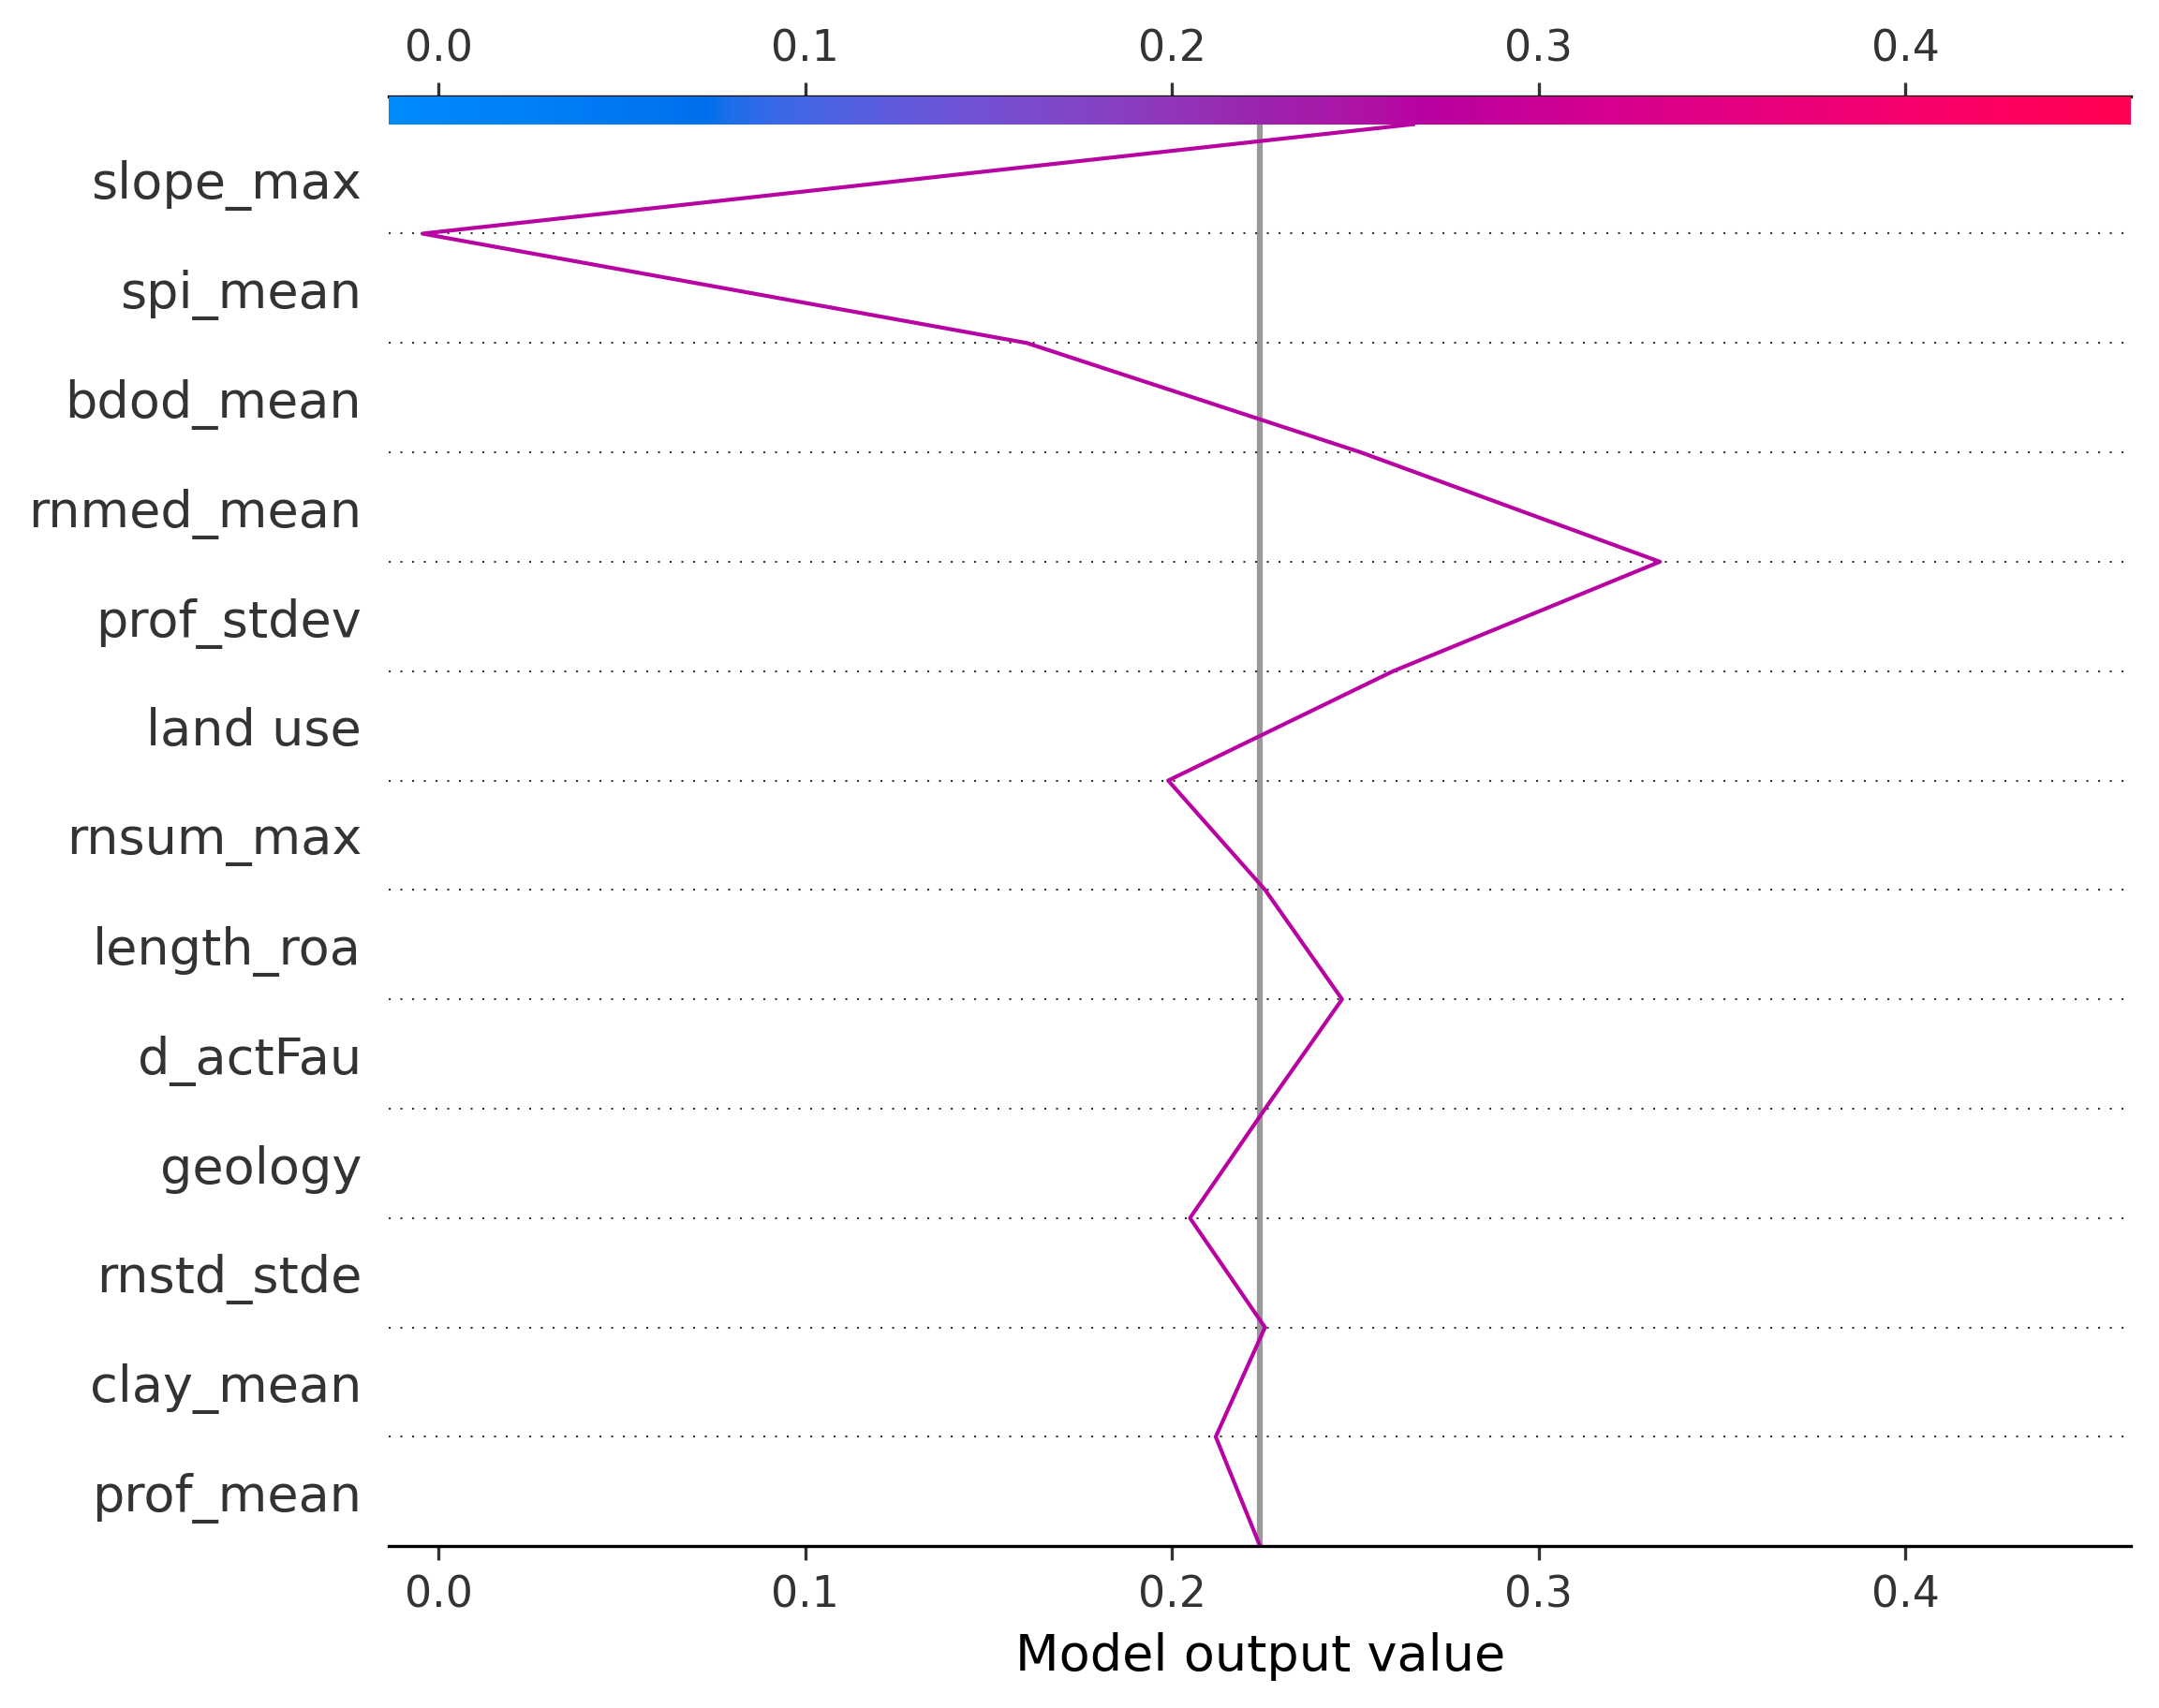 0.0 0.1 0.2 0.3 0.4
slope_max
spi_mean
bdod_mean
rnmed_mean
prof_stdev
land use
rnsum_max
length_roa
d_actFau
geology
rnstd_stde
clay_mean
prof_mean
0.0 0.1 0.2 0.3 0.4
Model output value